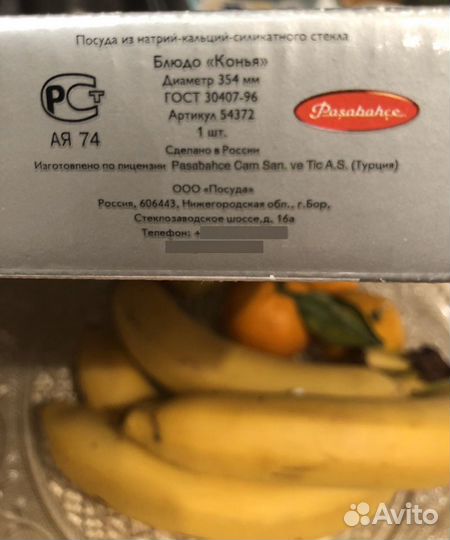 Посуда из натрий-кальций-силикатного стекла
Блюдо «Конья»
Диаметр 354 мм
ГОСТ 30407-96
Артикул 54372
1 шт.
Сделано в России
РСТ
АЯ 74
Paşabahçe
Изготовлено по лицензии Pasabahce Cam San. ve Tic A.S. (Турция)
ООО «Посуда»
Россия, 606443, Нижегородская обл., г.Бор,
Стеклозаводское шоссе,д. 16а
Телефон: +
Avito